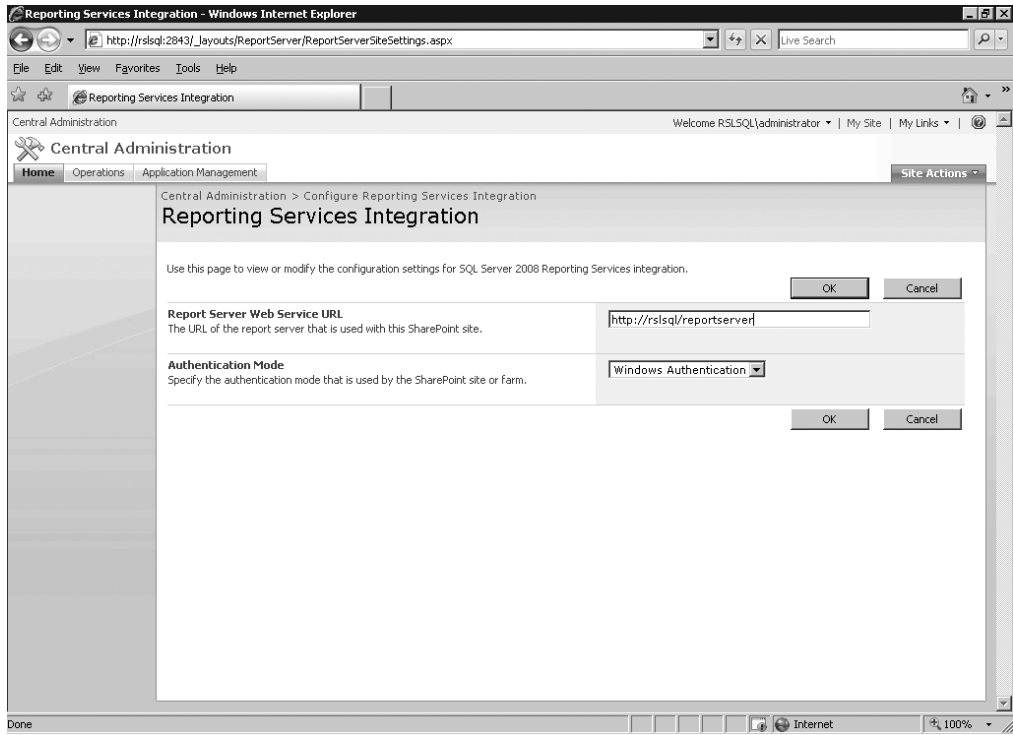 Reporting Services Integration - Windows Internet Explorer
http://rslsql:2843/_layouts/ReportServer/ReportServerSiteSettings.aspx
Live Search
File Edit View Favorites Tools Help
Reporting Services Integration
Central Administration
Welcome RSLSQL\administrator | My Site | My Links |
Central Administration
Home Operations Application Management Site Actions
Central Administration > Configure Reporting Services Integration
Reporting Services Integration
Use this page to view or modify the configuration settings for SQL Server 2008 Reporting Services integration.
OK Cancel
Report Server Web Service URL
The URL of the report server that is used with this SharePoint site.
http://rslsql/reportserver
Authentication Mode
Specify the authentication mode that is used by the SharePoint site or farm.
Windows Authentication
OK Cancel
Done Internet 100%